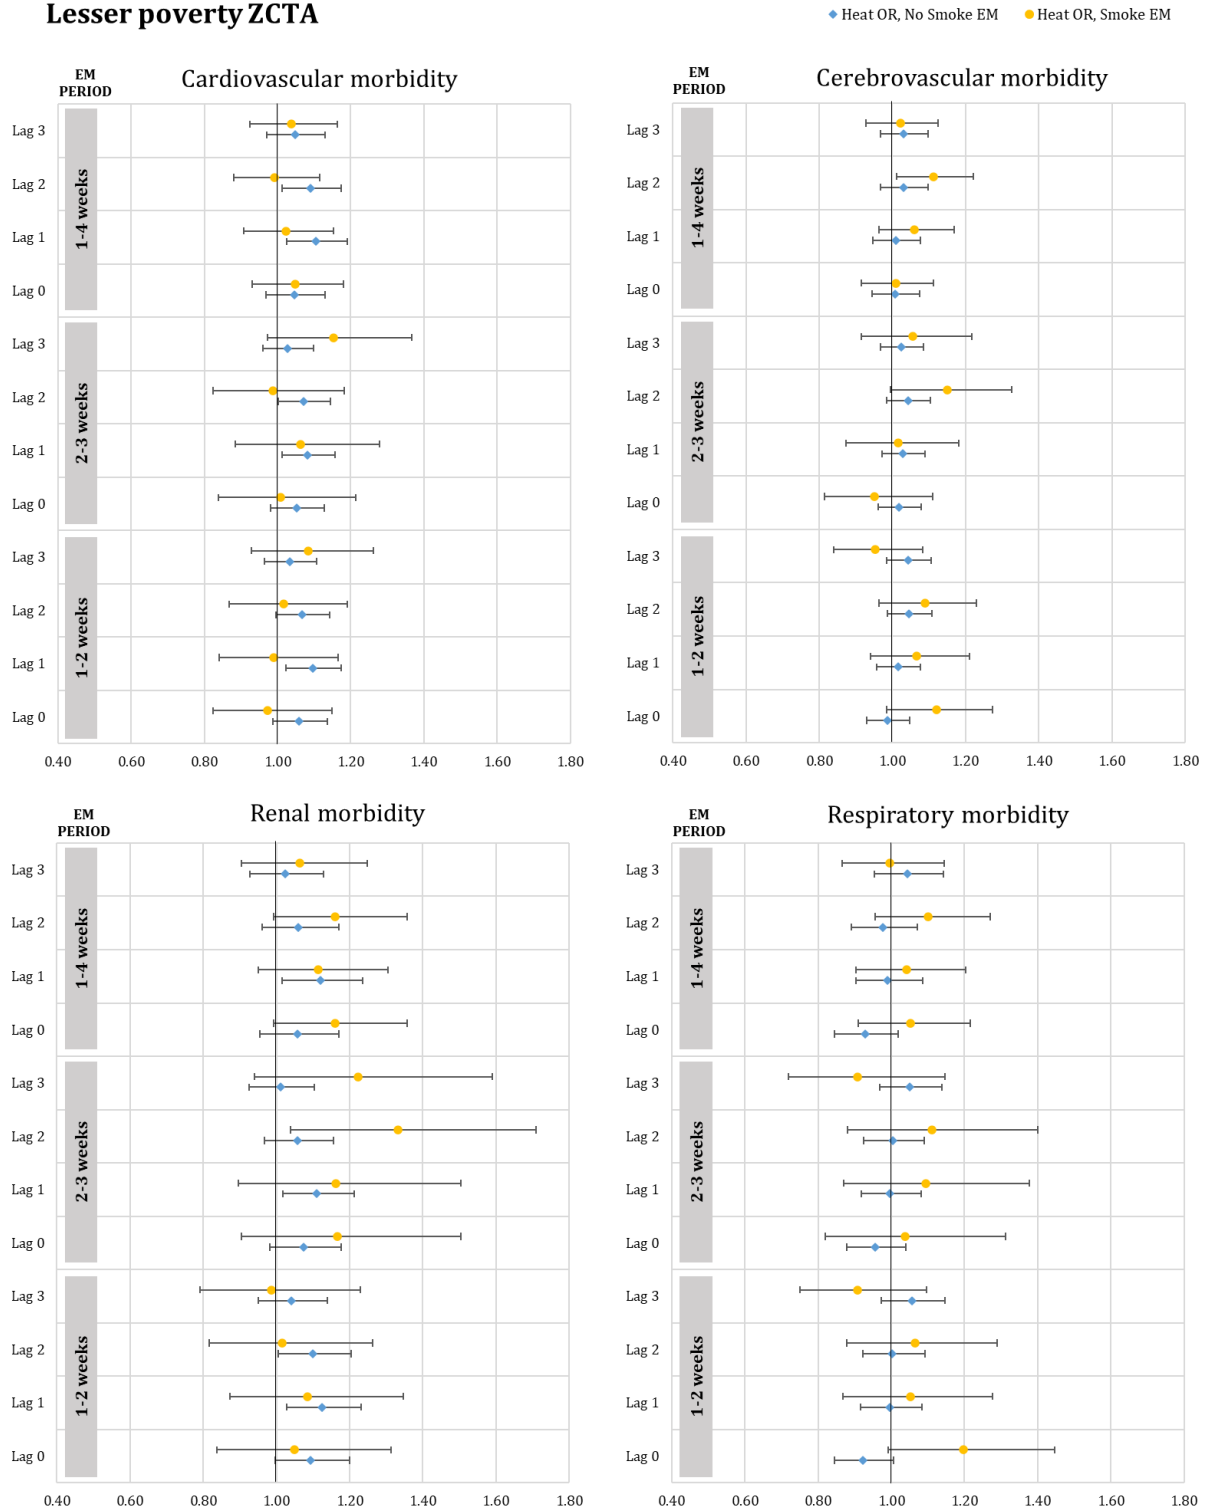 Lesser poverty ZCTA
Heat OR, No Smoke EM
Heat OR, Smoke EM
EM
PERIOD
Cardiovascular morbidity
1-4 weeks
Lag 3
Lag 2
Lag 1
Lag 0
2-3 weeks
Lag 3
Lag 2
Lag 1
Lag 0
1-2 weeks
Lag 3
Lag 2
Lag 1
Lag 0
0.40 0.60 0.80 1.00 1.20 1.40 1.60 1.80
EM
PERIOD
Cerebrovascular morbidity
1-4 weeks
Lag 3
Lag 2
Lag 1
Lag 0
2-3 weeks
Lag 3
Lag 2
Lag 1
Lag 0
1-2 weeks
Lag 3
Lag 2
Lag 1
Lag 0
0.40 0.60 0.80 1.00 1.20 1.40 1.60 1.80
EM
PERIOD
Renal morbidity
1-4 weeks
Lag 3
Lag 2
Lag 1
Lag 0
2-3 weeks
Lag 3
Lag 2
Lag 1
Lag 0
1-2 weeks
Lag 3
Lag 2
Lag 1
Lag 0
0.40 0.60 0.80 1.00 1.20 1.40 1.60 1.80
EM
PERIOD
Respiratory morbidity
1-4 weeks
Lag 3
Lag 2
Lag 1
Lag 0
2-3 weeks
Lag 3
Lag 2
Lag 1
Lag 0
1-2 weeks
Lag 3
Lag 2
Lag 1
Lag 0
0.40 0.60 0.80 1.00 1.20 1.40 1.60 1.80